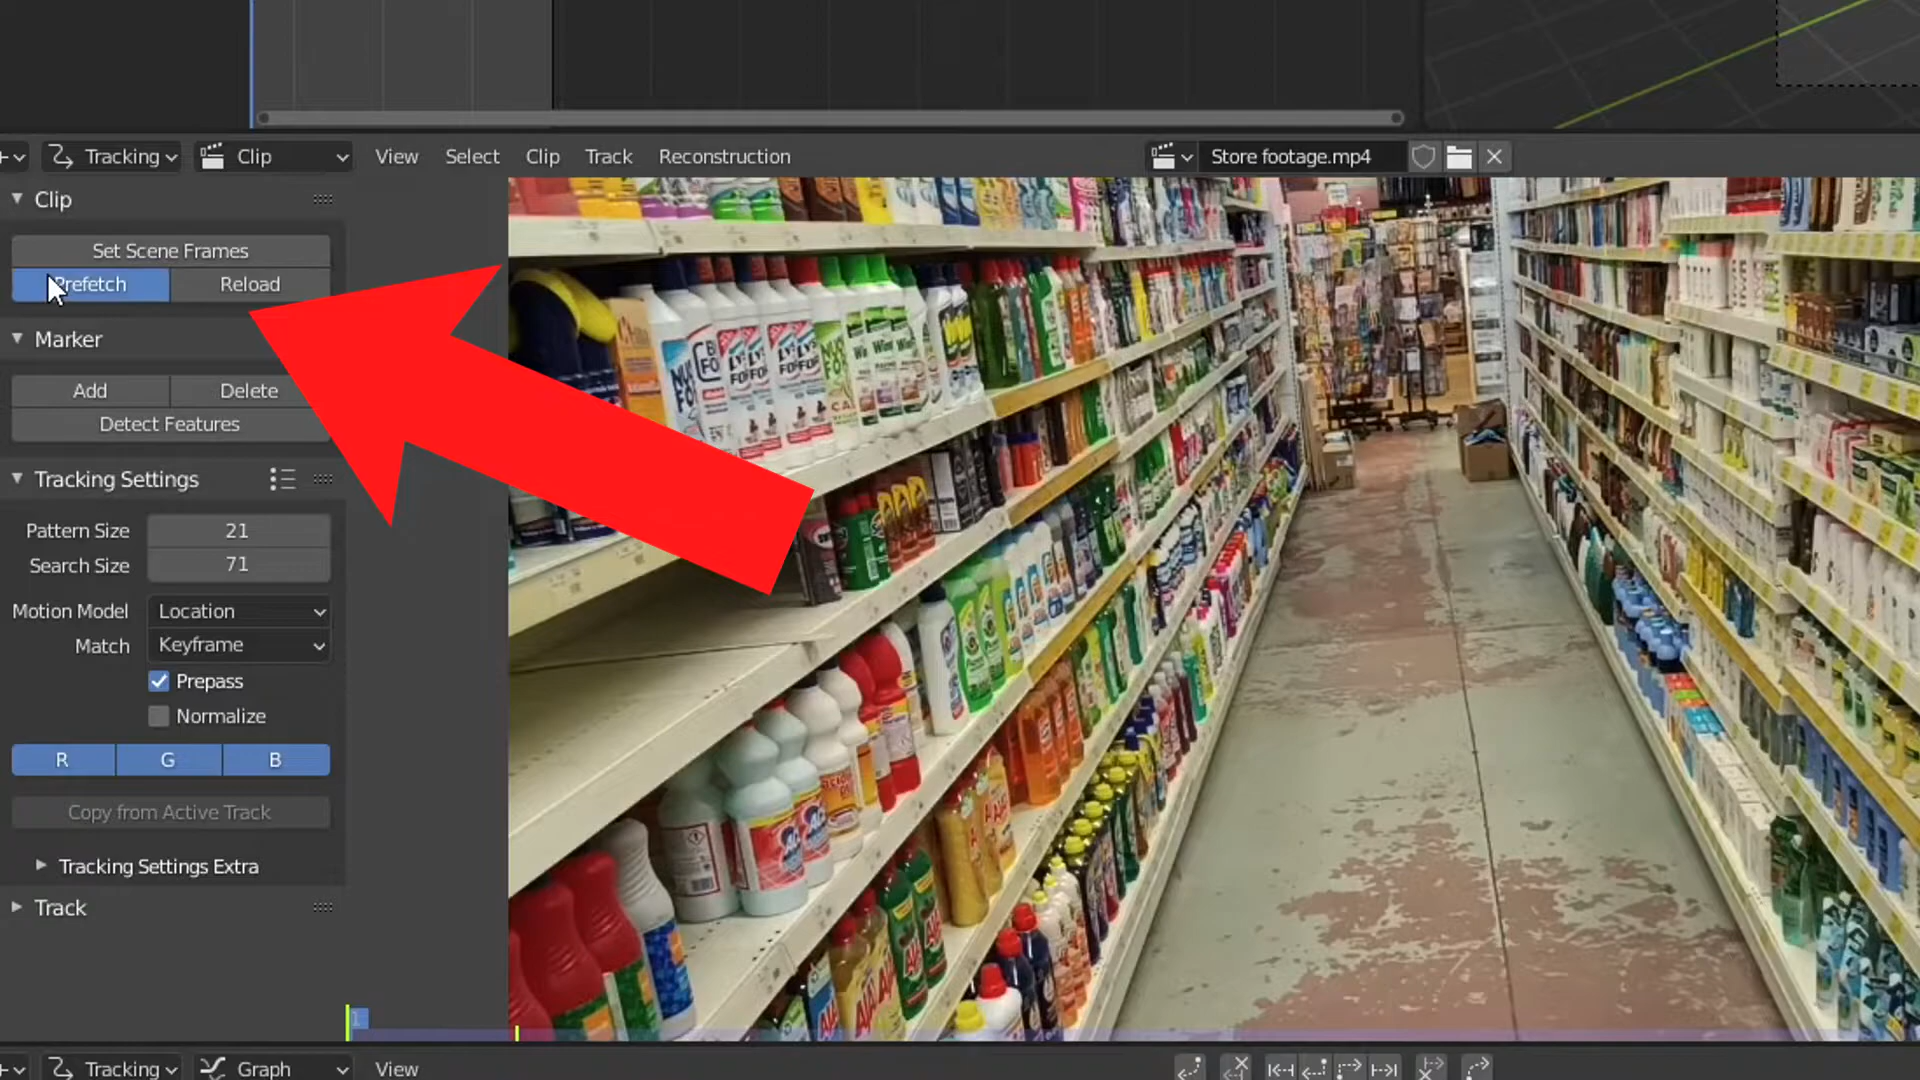 Tracking Clip View Select Clip Track Reconstruction Store footage.mp4
Clip
Set Scene Frames
Prefetch Reload
Marker
Add Delete
Detect Features
Tracking Settings
Pattern Size 21
Search Size 71
Motion Model Location
Match Keyframe
Prepass
Normalize
R G B
Copy from Active Track
Tracking Settings Extra
Track
1
Tracking Graph View